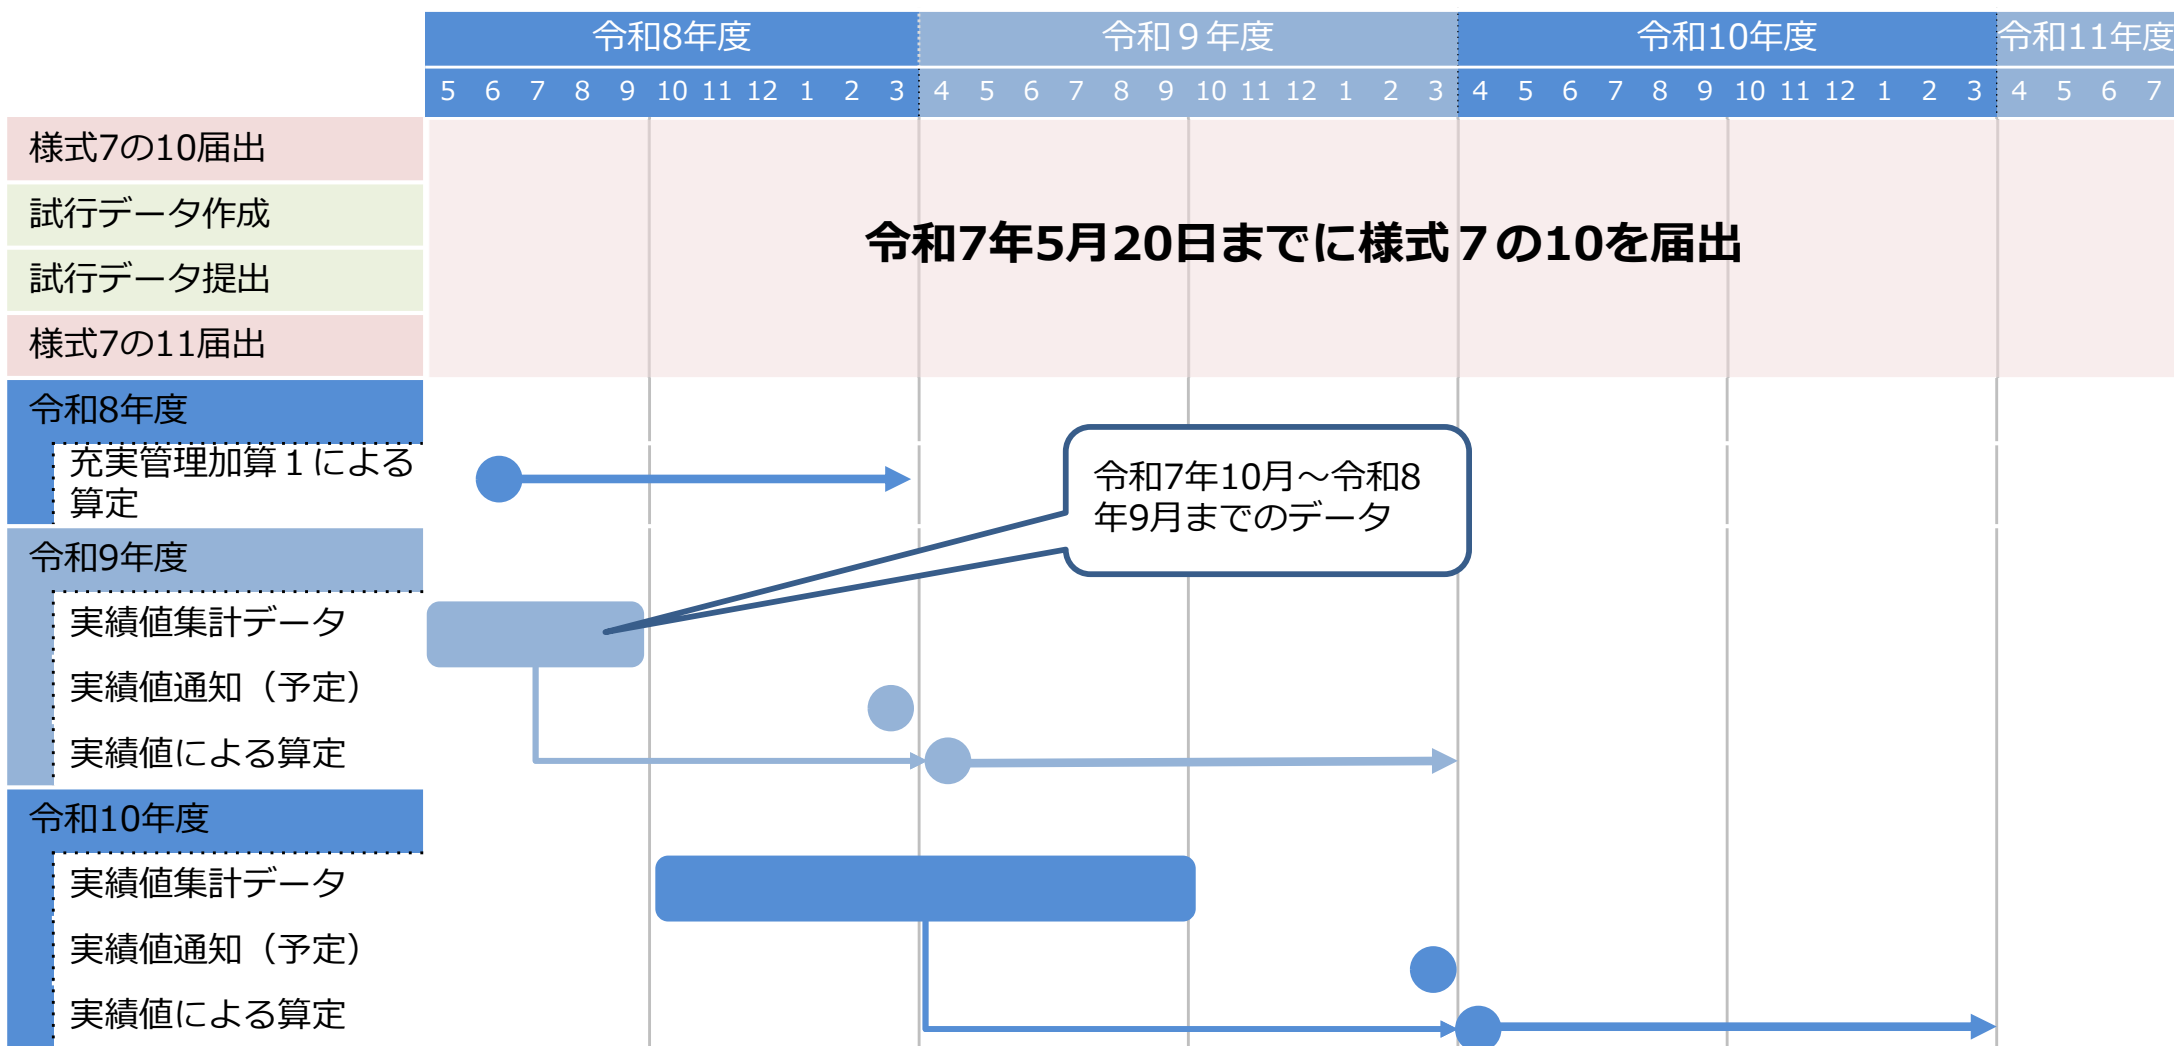 令和8年度 令和９年度 令和10年度 令和11年度
5 6 7 8 9 10 11 12 1 2 3 4 5 6 7 8 9 10 11 12 1 2 3 4 5 6 7 8 9 10 11 12 1 2 3 4 5 6 7
様式7の10届出
試行データ作成
令和7年5月20日までに様式７の10を届出
試行データ提出
様式7の11届出
令和8年度
充実管理加算１による
算定
令和7年10月～令和8
年9月までのデータ
令和9年度
実績値集計データ
実績値通知（予定）
実績値による算定
令和10年度
実績値集計データ
実績値通知（予定）
実績値による算定